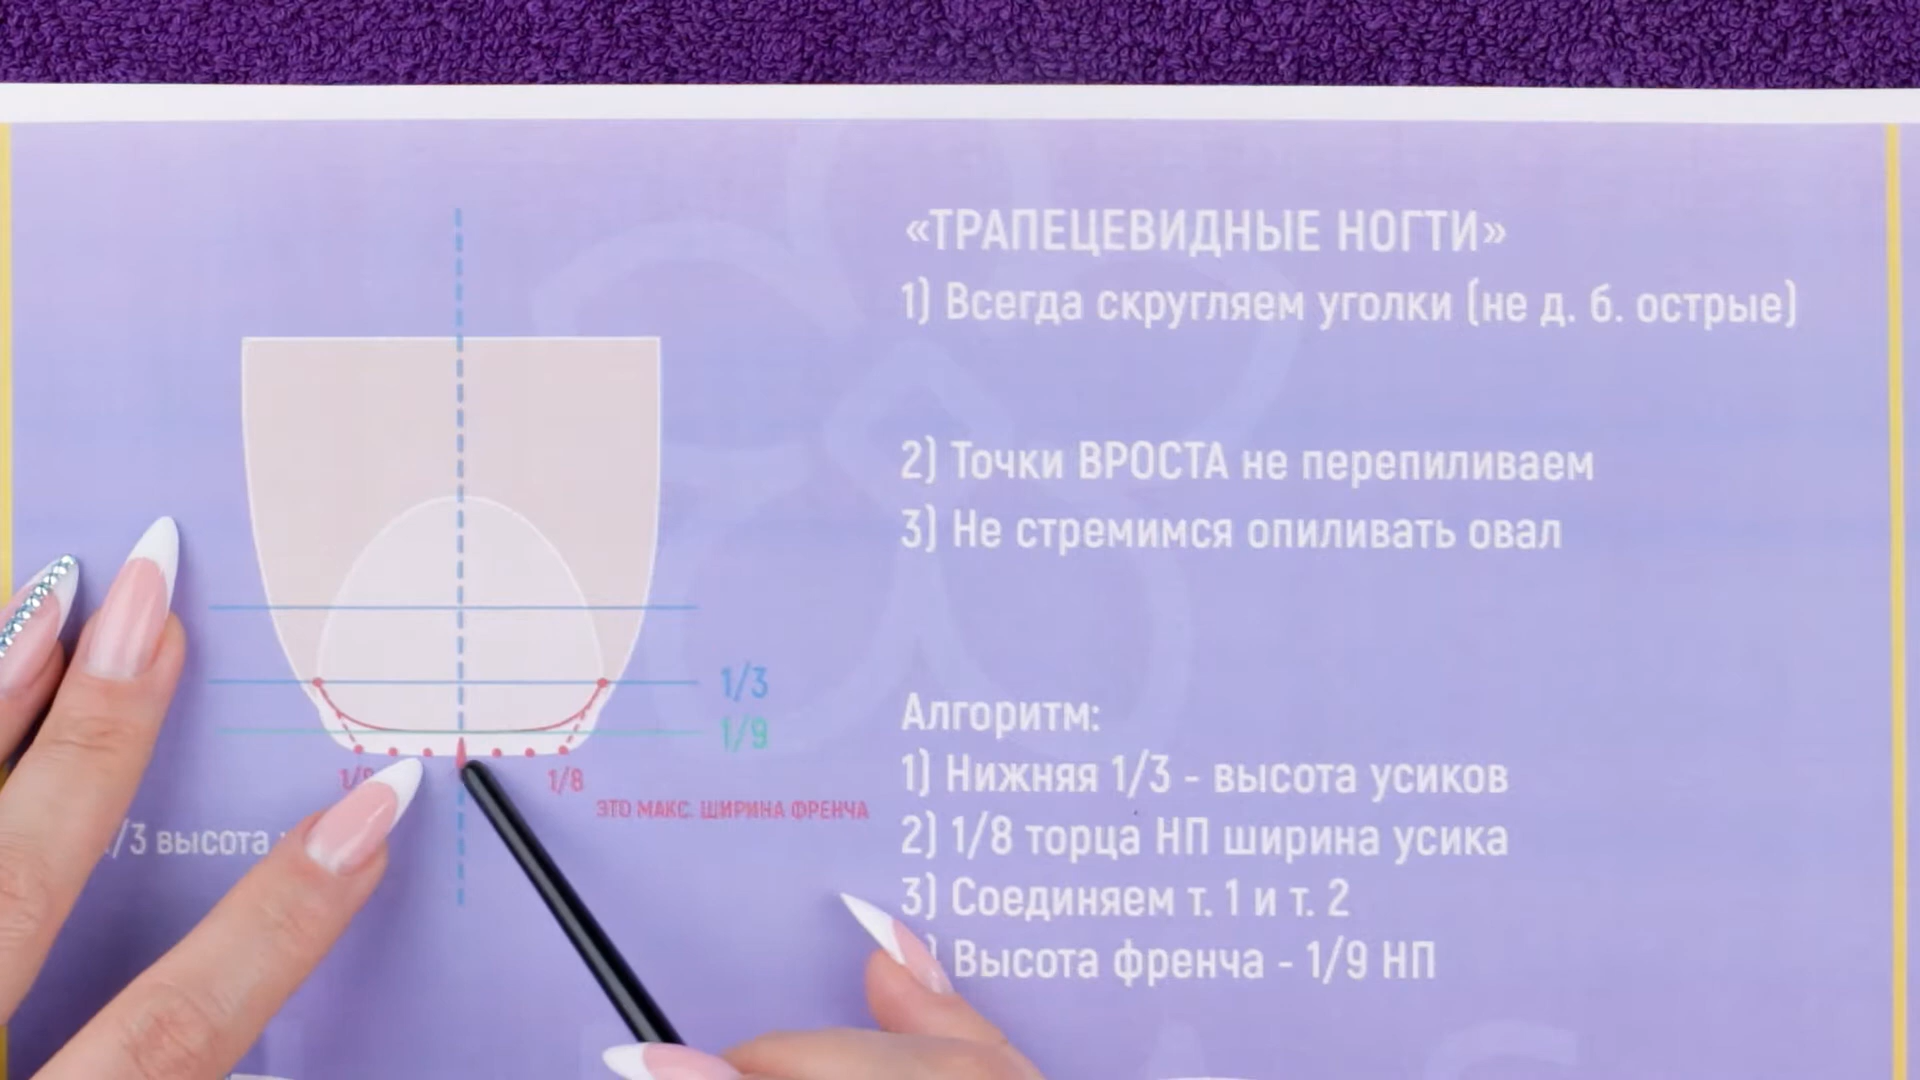 «ТРАПЕЦЕВИДНЫЕ НОГТИ»
1) Всегда скругляем уголки (не д. б. острые)
2) Точки ВРОСТА не перепиливаем
3) Не стремимся опиливать овал
1/3
1/9
1/8
ЭТО МАКС. ШИРИНА ФРЕНЧА
1/3 высота
Алгоритм:
1) Нижняя 1/3 - высота усиков
2) 1/8 торца НП ширина усика
3) Соединяем т. 1 и т. 2
) Высота френча - 1/9 НП